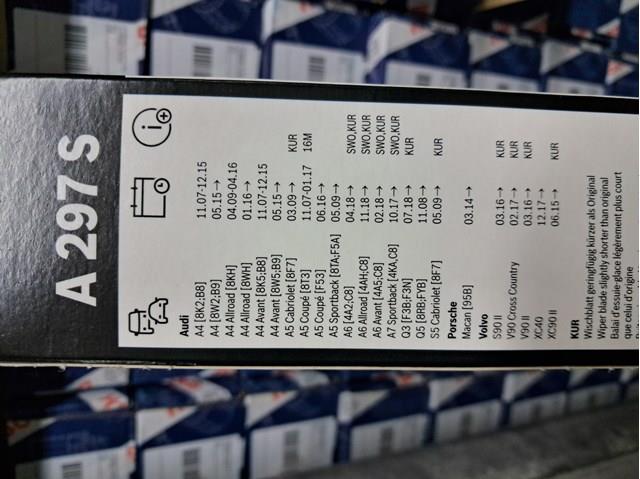 A 297 S
Audi
A4 [8K2;B8] 11.07-12.15
A4 [8W2;B9] 05.15→
A4 Allroad [8KH] 04.09-04.16
A4 Allroad [8WH] 01.16→
A4 Avant [8K5;B8] 11.07-12.15
A4 Avant [8W5;B9] 05.15→
A5 Cabriolet [8F7] 03.09→ KUR
A5 Coupé [8T3] 11.07-01.17 16M
A5 Coupé [F53] 06.16→
A5 Sportback [8TA;F5A] 05.09→
A6 [4A2;C8] 04.18→ SWO,KUR
A6 Allroad [4AH;C8] 11.18→ SWO,KUR
A6 Avant [4A5;C8] 02.18→ SWO,KUR
A7 Sportback [4KA,C8] 10.17→ SWO,KUR
Q3 [F3B;F3N] 07.18→ KUR
Q5 [8RB;FYB] 11.08→
S5 Cabriolet [8F7] 05.09→ KUR
Porsche
Macan [95B] 03.14→
Volvo
S90 II 03.16→ KUR
V90 Cross Country 02.17→ KUR
V90 II 03.16→ KUR
XC40 12.17→
XC90 II 06.15→ KUR
KUR
Wischblatt geringfügig kürzer als Original
Wiper blade slightly shorter than original
Balai d'essuie-glace légèrement plus court
que celui d'origine